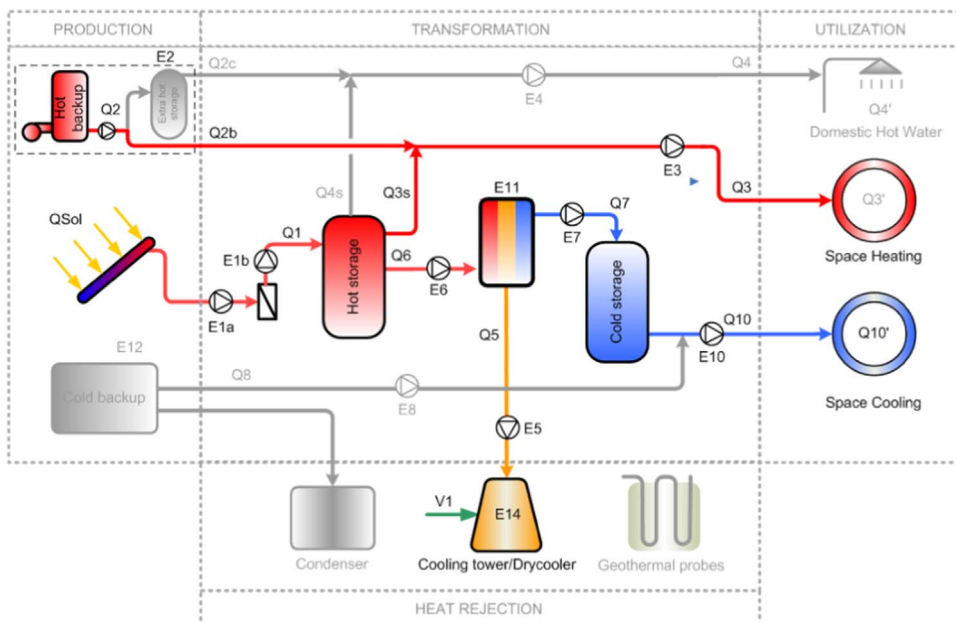 PRODUCTION
TRANSFORMATION
UTILIZATION
E2
Q2c
Q4
Hot
backup
Q2
Extra hot
storage
E4
Q4'
Domestic Hot Water
Q2b
E3
Q3
Q3'
Space Heating
QSol
Q4s
Q3s
E11
Q7
E7
Q1
E1b
Hot storage
Q6
E6
E1a
Cold storage
Q5
Q10
E10
Q10'
Space Cooling
E12
Cold backup
Q8
E8
E5
V1
E14
Condenser
Cooling tower/Drycooler
Geothermal probes
HEAT REJECTION